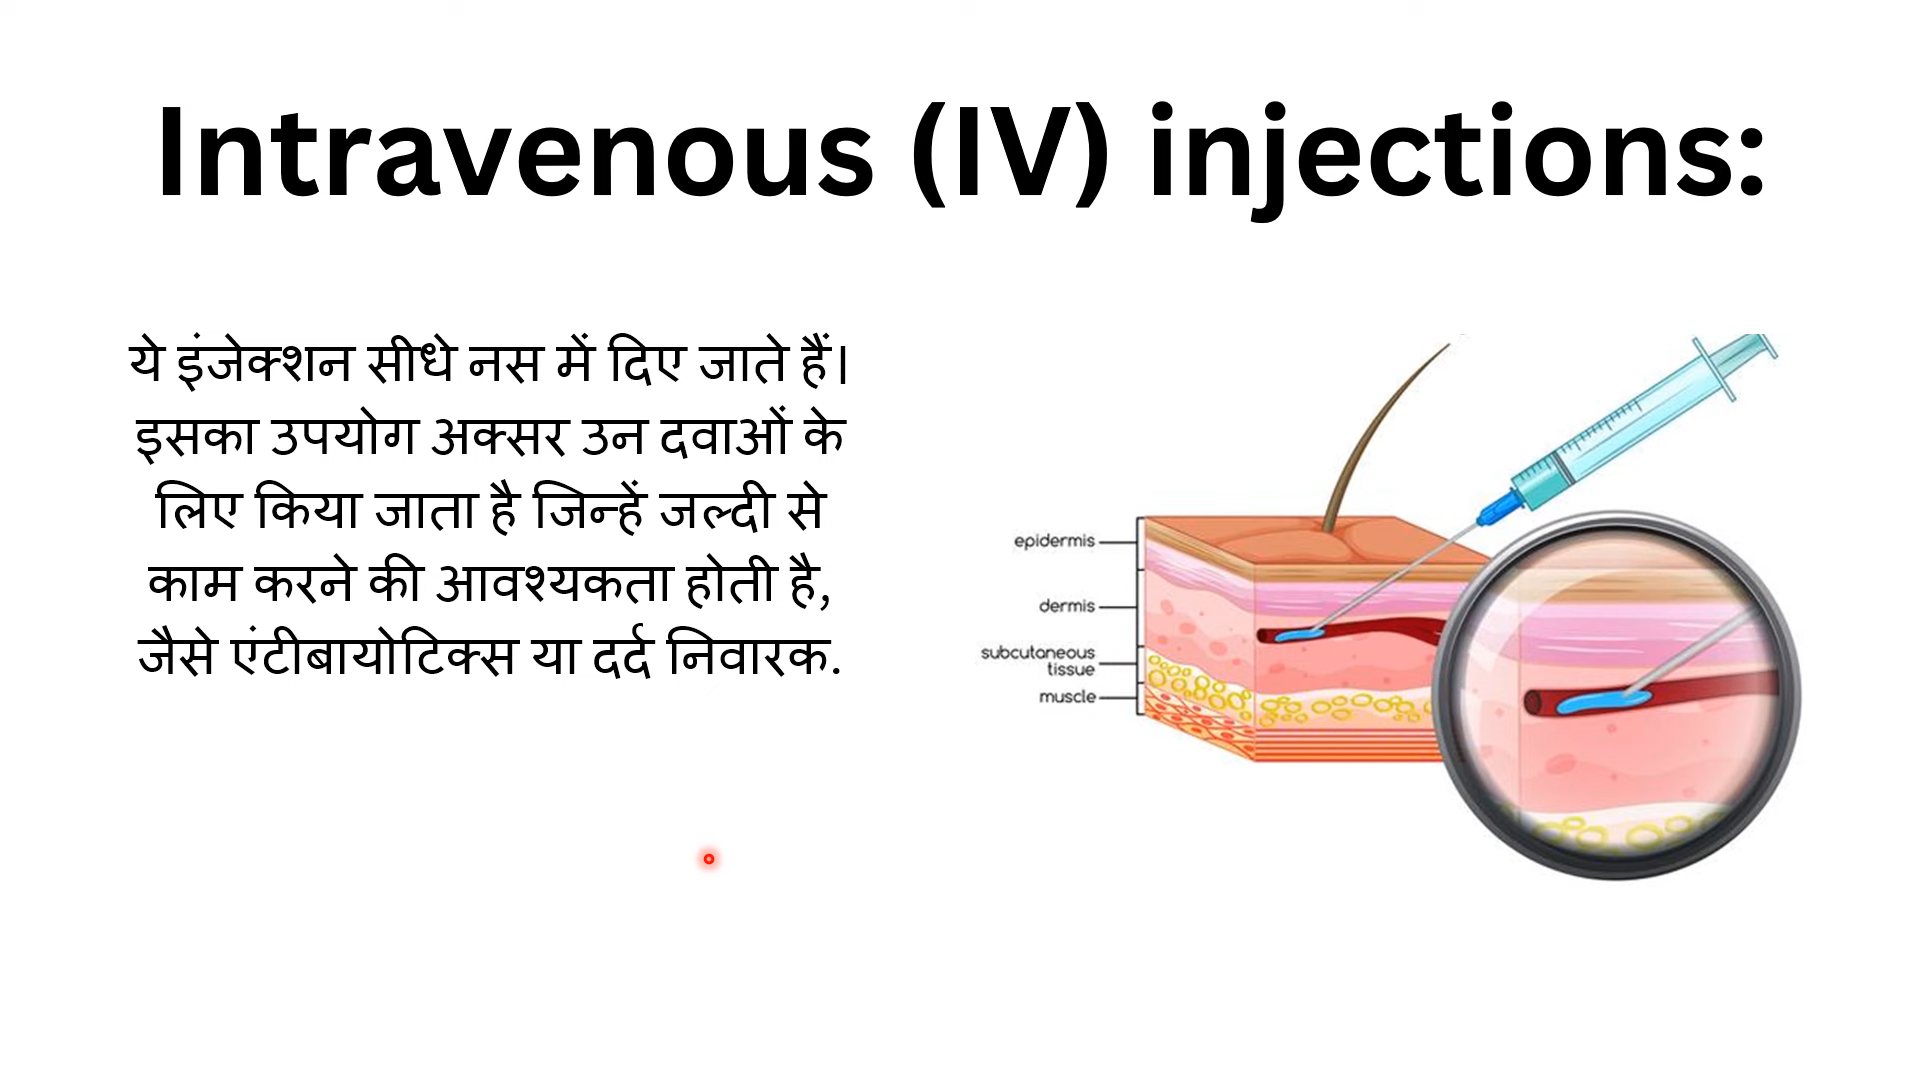 Intravenous (IV) injections:
ये इंजेक्शन सीधे नस में दिए जाते हैं।
इसका उपयोग अक्सर उन दवाओं के
लिए किया जाता है जिन्हें जल्दी से
काम करने की आवश्यकता होती है,
जैसे एंटीबायोटिक्स या दर्द निवारक.
epidermis
dermis
subcutaneous
tissue
muscle